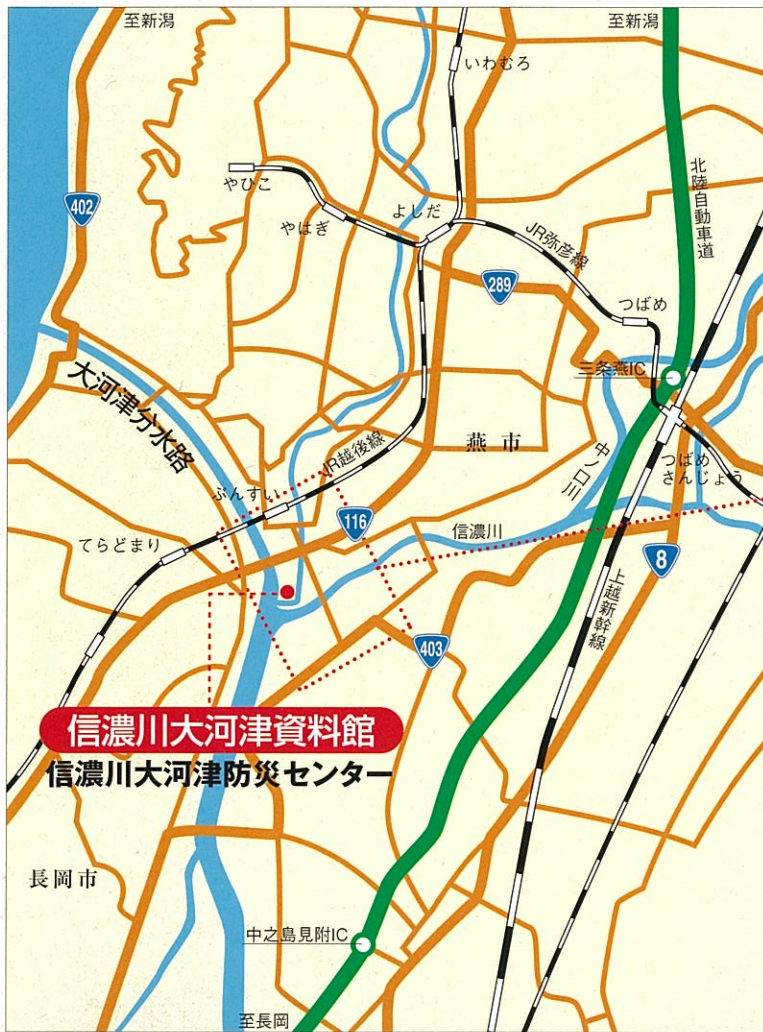 至新潟
至新潟
いわむろ
やひこ
402
やはぎ
よしだ
北陸自動車道
JR弥彦線
289
つばめ
大河津分水路
三条燕IC
燕市
中ノ口川
JR越後線
つばめ
さんじょう
ぶんすい
116
信濃川
てらどまり
8
上越新幹線
403
信濃川大河津資料館
信濃川大河津防災センター
長岡市
中之島見附IC
至長岡